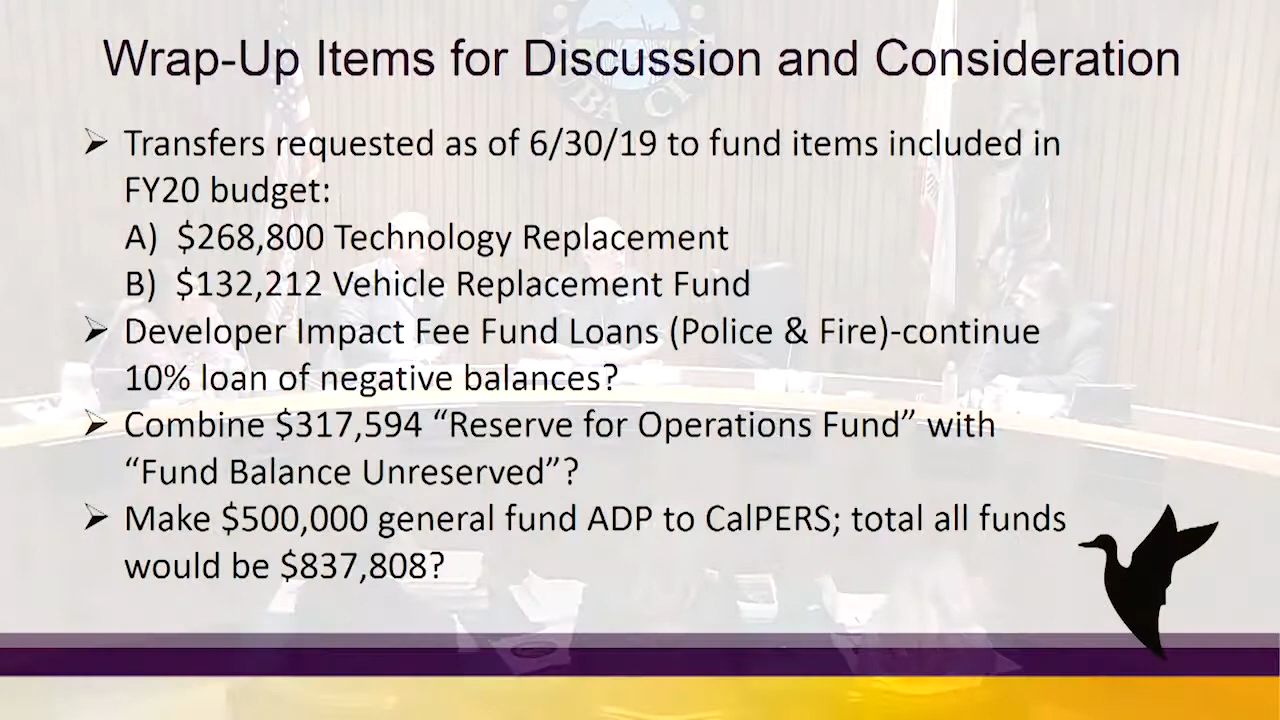 Wrap-Up Items for Discussion and Consideration
➢ Transfers requested as of 6/30/19 to fund items included in
FY20 budget:
A) $268,800 Technology Replacement
B) $132,212 Vehicle Replacement Fund
➢ Developer Impact Fee Fund Loans (Police & Fire)-continue
10% loan of negative balances?
➢ Combine $317,594 “Reserve for Operations Fund” with
“Fund Balance Unreserved”?
➢ Make $500,000 general fund ADP to CalPERS; total all funds
would be $837,808?